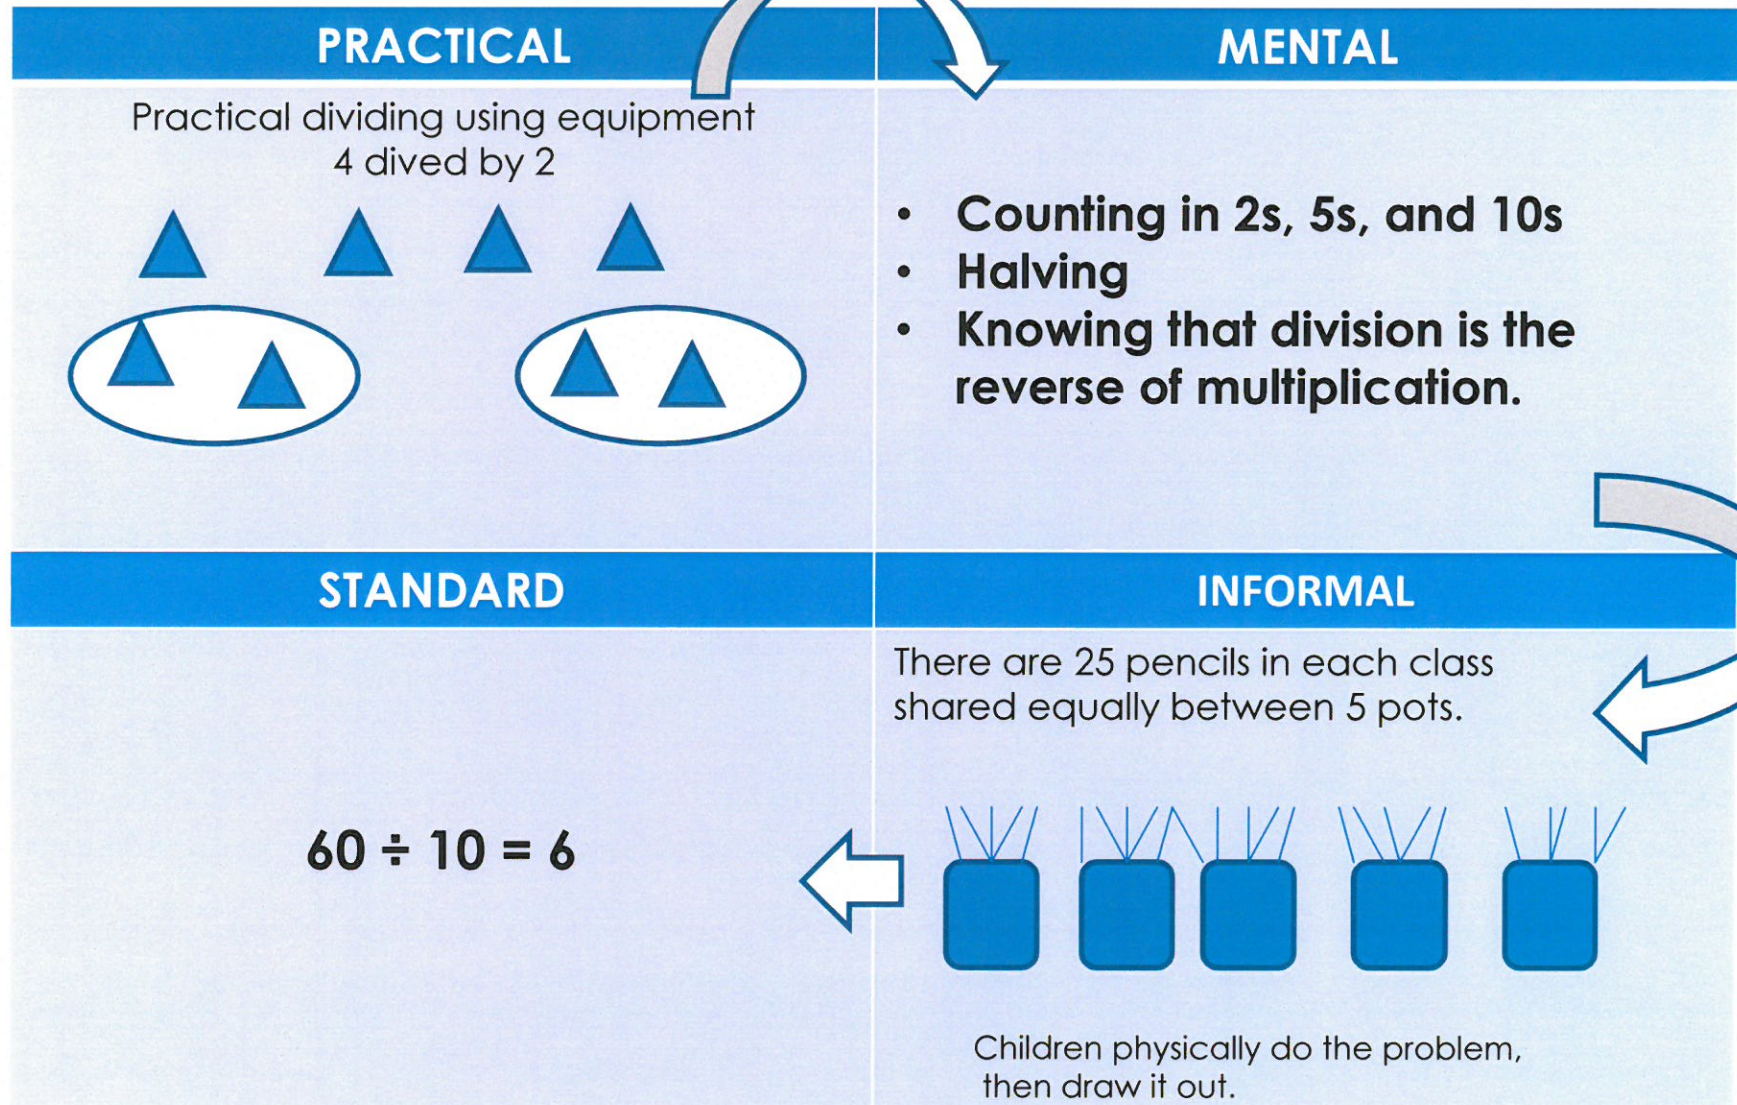 PRACTICAL
Practical dividing using equipment
4 dived by 2
MENTAL
• Counting in 2s, 5s, and 10s
• Halving
• Knowing that division is the
reverse of multiplication.
STANDARD
60 ÷ 10 = 6
INFORMAL
There are 25 pencils in each class
shared equally between 5 pots.
Children physically do the problem,
then draw it out.